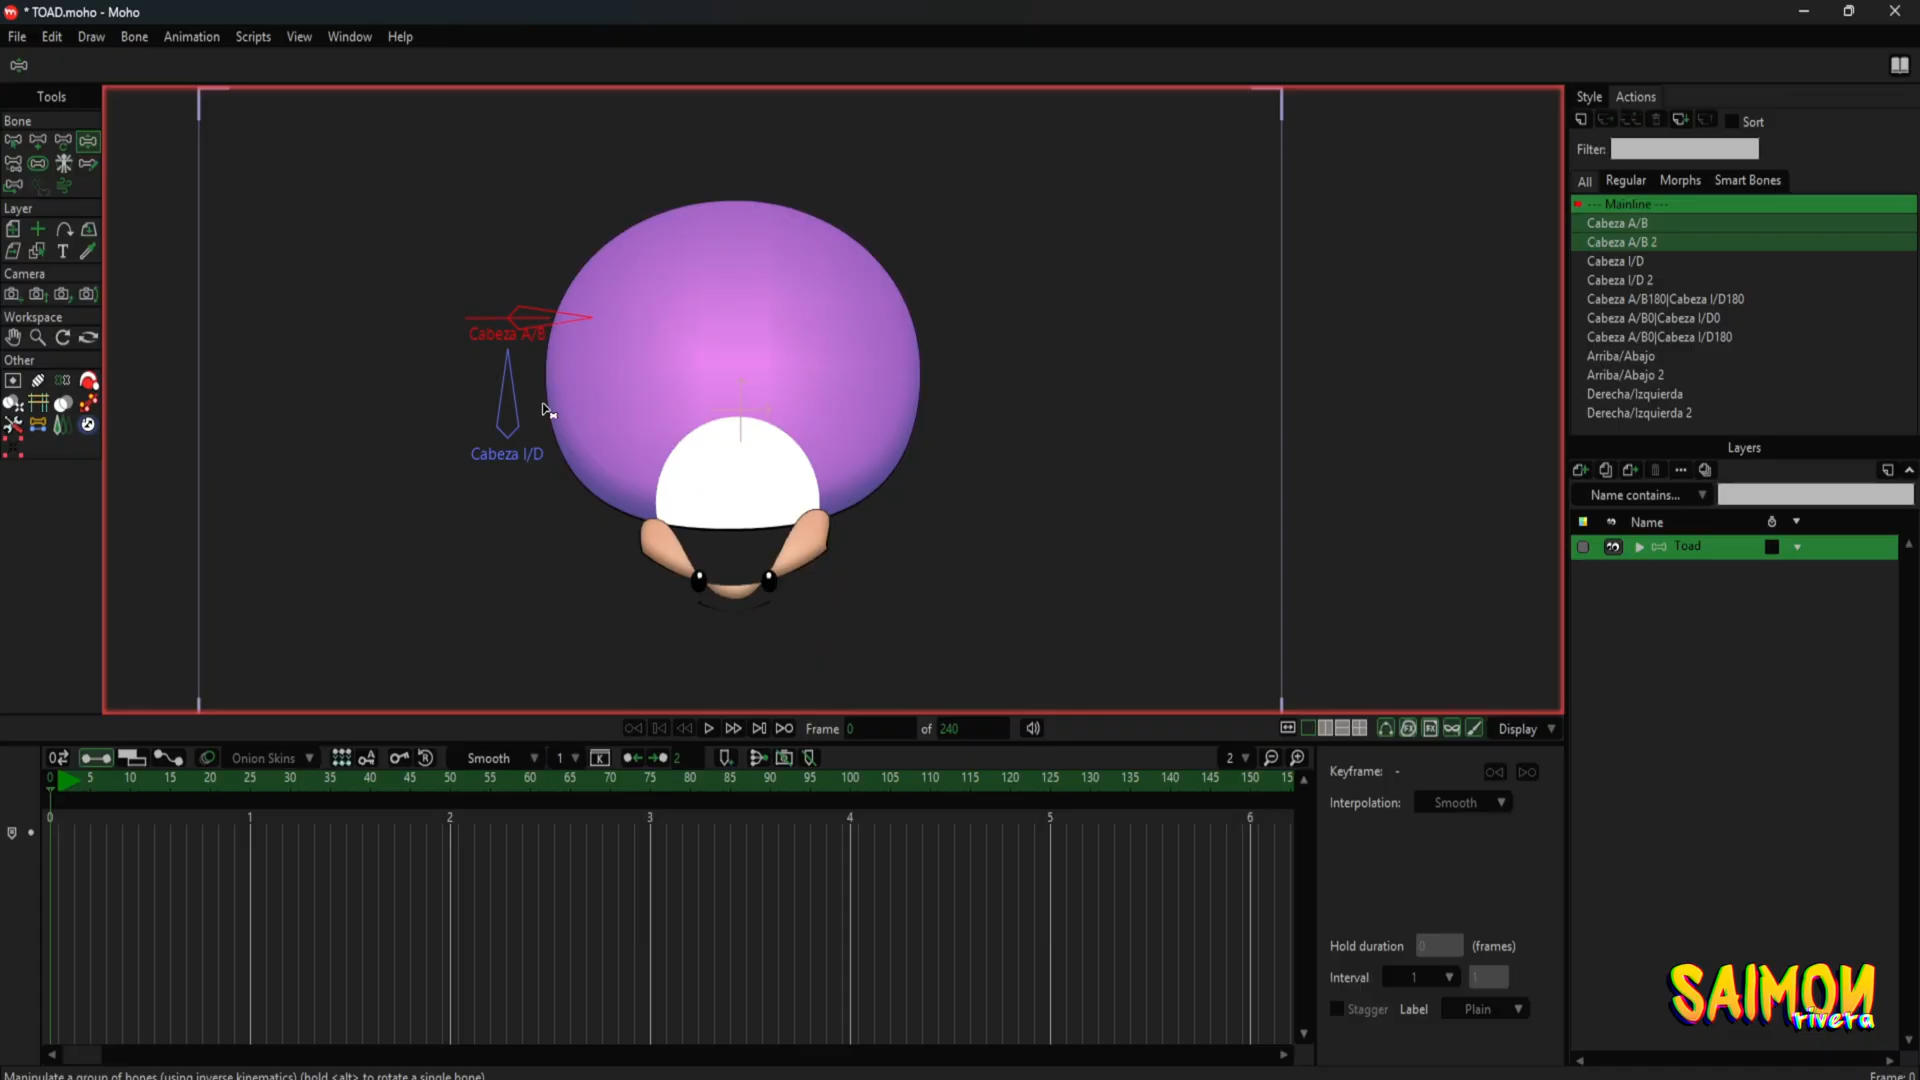 * TOAD.moho - Moho
File Edit Draw Bone Animation Scripts View Window Help
Tools
Bone
Layer
Camera
Workspace
Other
Cabeza A/B
Cabeza I/D
Style Actions
Sort
Filter:
All Regular Morphs Smart Bones
--- Mainline ---
Cabeza A/B
Cabeza A/B 2
Cabeza I/D
Cabeza I/D 2
Cabeza A/B180|Cabeza I/D180
Cabeza A/B0|Cabeza I/D0
Cabeza A/B0|Cabeza I/D180
Arriba/Abajo
Arriba/Abajo 2
Derecha/Izquierda
Derecha/Izquierda 2
Layers
Name contains...
Name
Toad
Frame 0 of 240
Display
Onion Skins Smooth 1 2 2
0 5 10 15 20 25 30 35 40 45 50 55 60 65 70 75 80 85 90 95 100 105 110 115 120 125 130 135 140 145 150 15
0 1 2 3 4 5 6
Keyframe: -
Interpolation: Smooth
Hold duration 0 (frames)
Interval 1 1
Stagger Label Plain
SAIMON
rivera
Manipulate a group of bones (using inverse kinematics) (hold <alt> to rotate a single bone)
Frame: 0